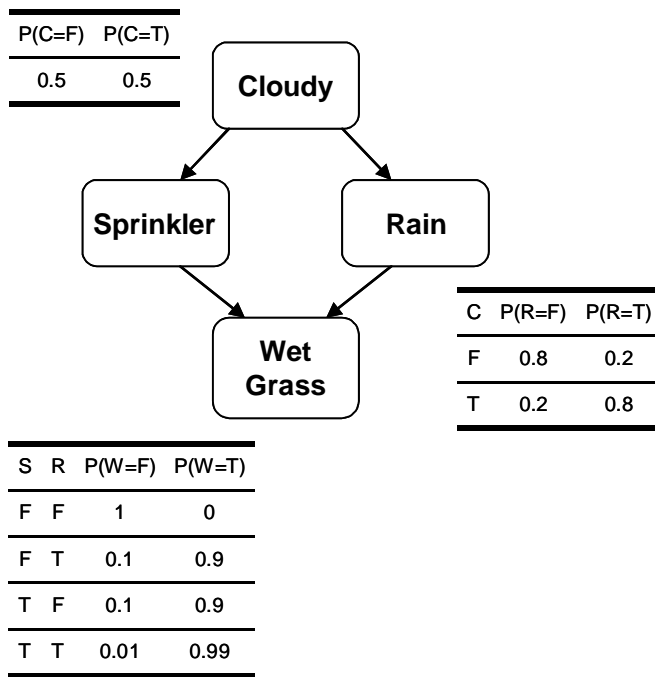 P(C=F) P(C=T)
0.5 0.5
Cloudy
Sprinkler
Rain
Wet
Grass
C P(R=F) P(R=T)
F 0.8 0.2
T 0.2 0.8
S R P(W=F) P(W=T)
F F 1 0
F T 0.1 0.9
T F 0.1 0.9
T T 0.01 0.99